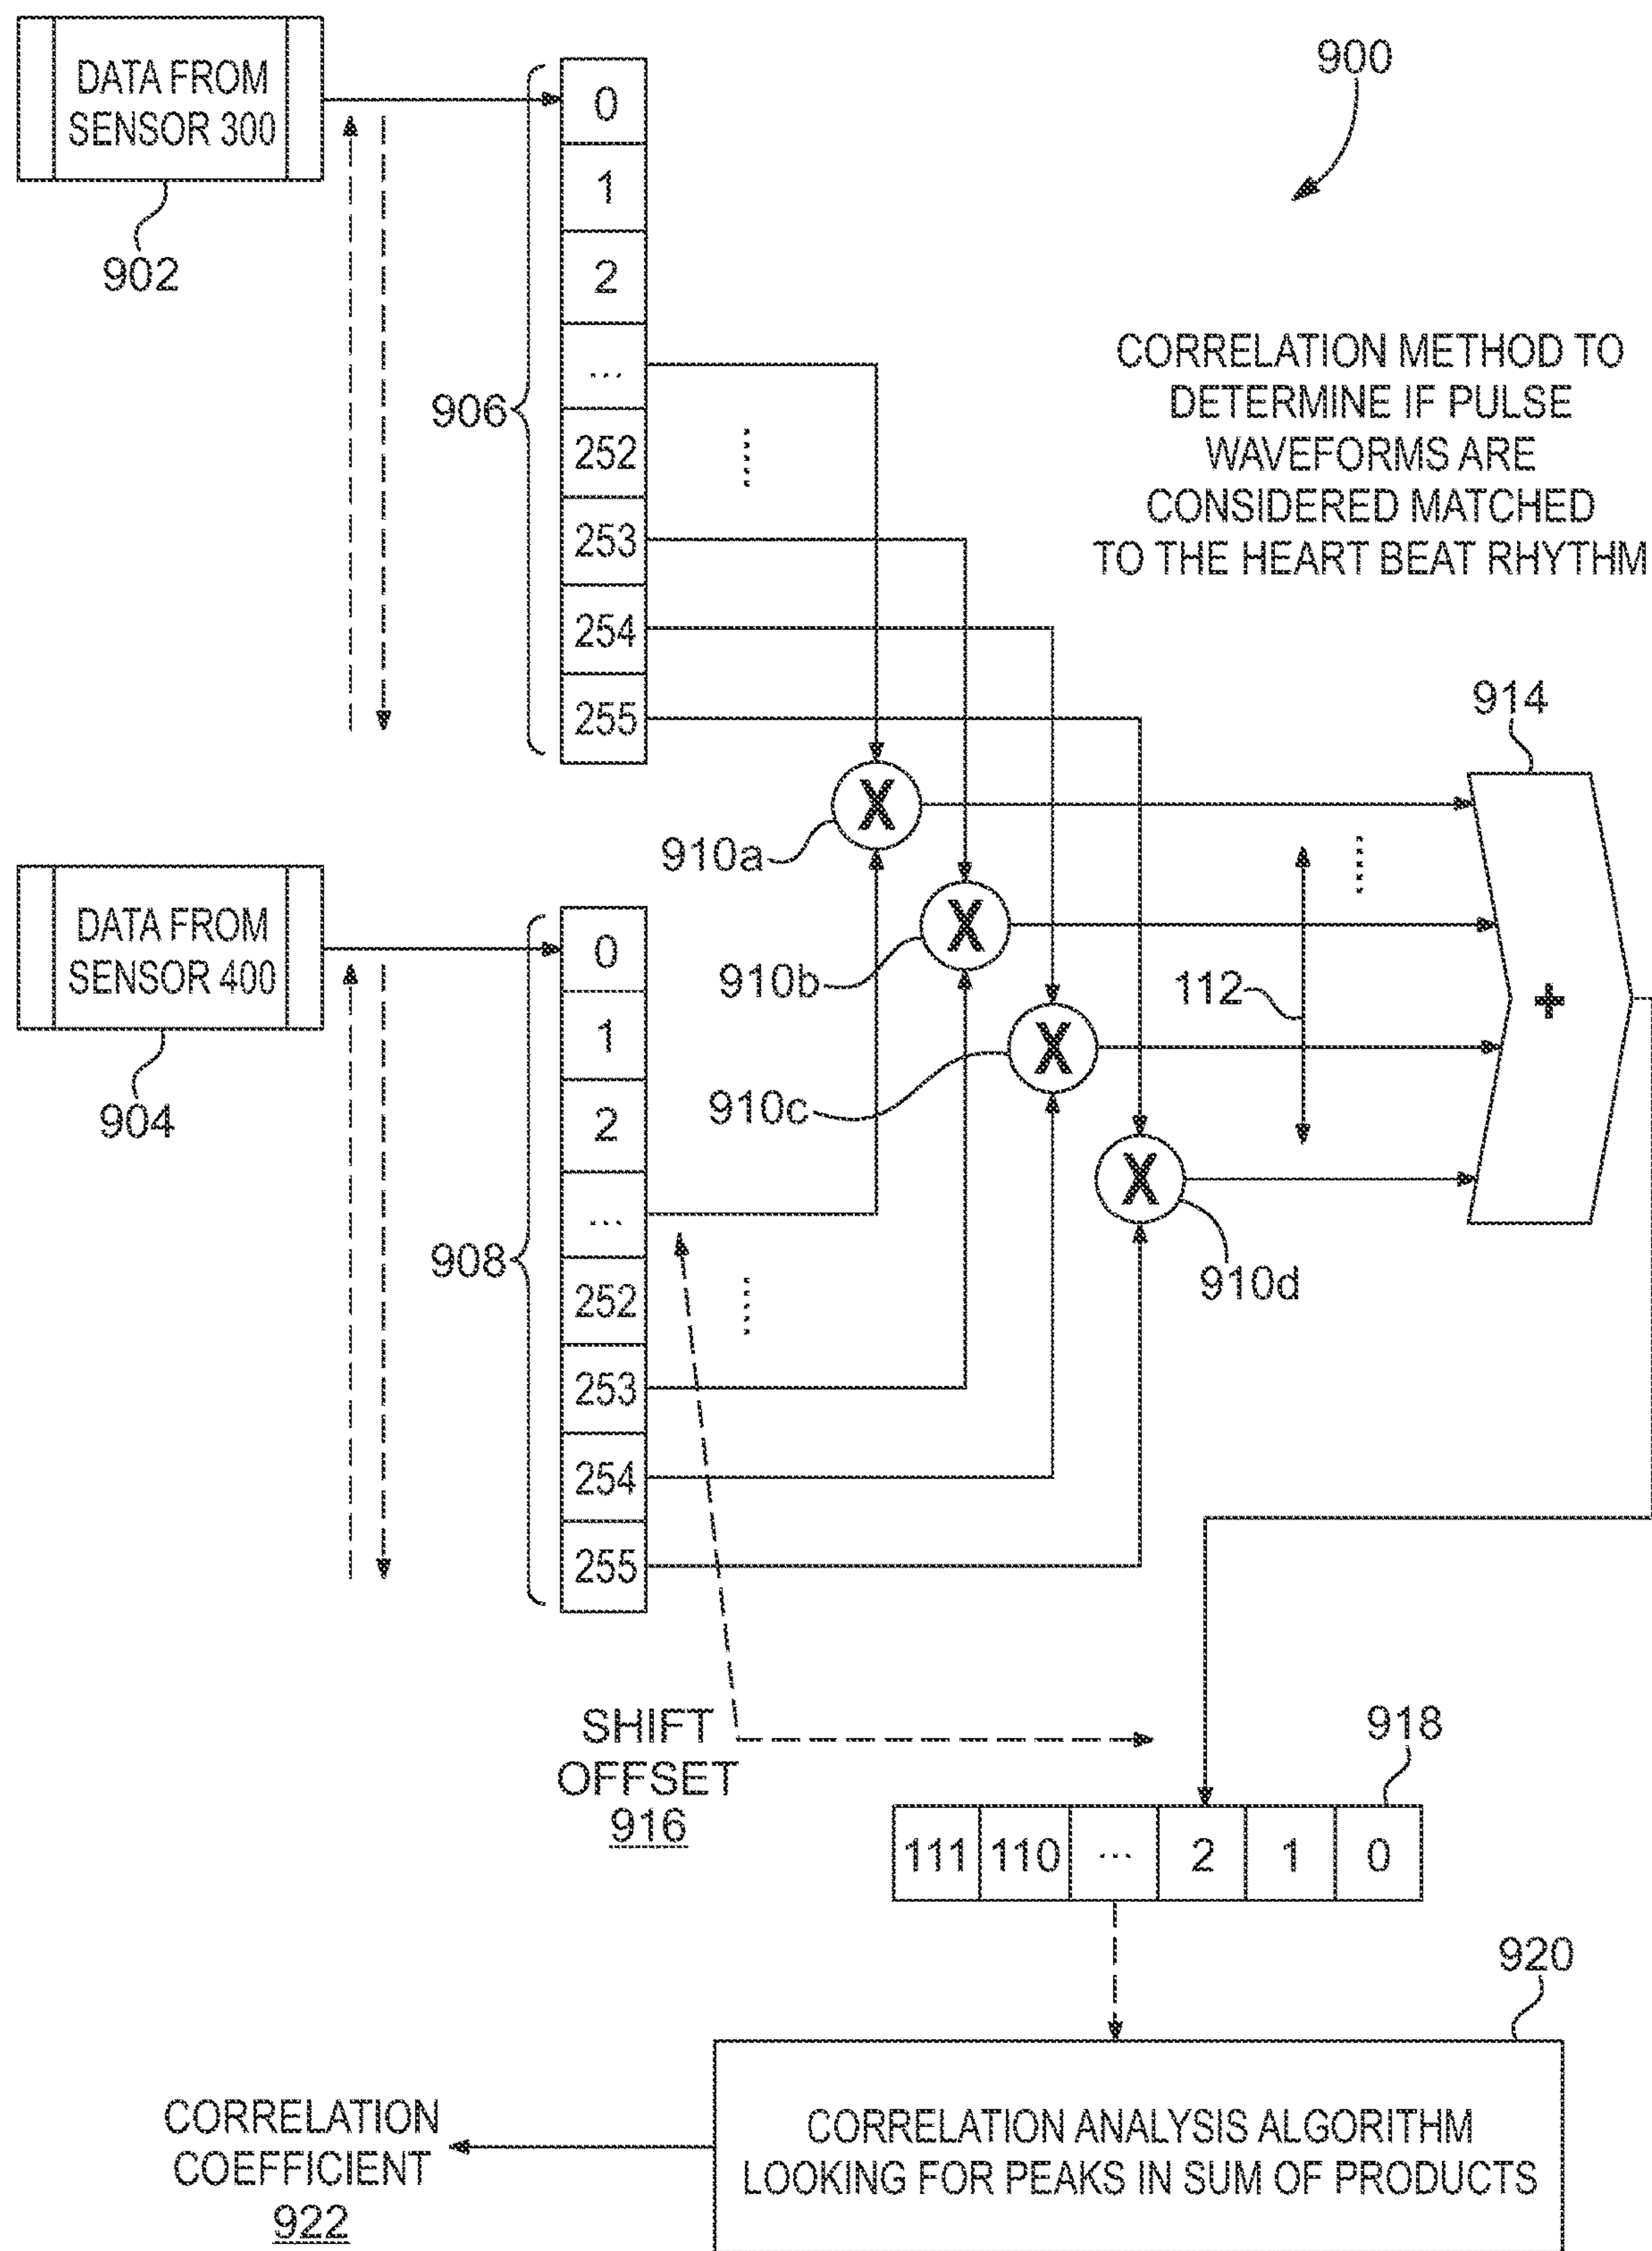 900
DATA FROM
SENSOR 300
902
906
0
1
2
...
252
253
254
255
CORRELATION METHOD TO
DETERMINE IF PULSE
WAVEFORMS ARE
CONSIDERED MATCHED
TO THE HEART BEAT RHYTHM
914
X
910a
X
910b
X
910c
X
910d
112
+
DATA FROM
SENSOR 400
904
908
0
1
2
...
252
253
254
255
SHIFT
OFFSET
916
918
111 110 ... 2 1 0
920
CORRELATION ANALYSIS ALGORITHM
LOOKING FOR PEAKS IN SUM OF PRODUCTS
CORRELATION
COEFFICIENT
922